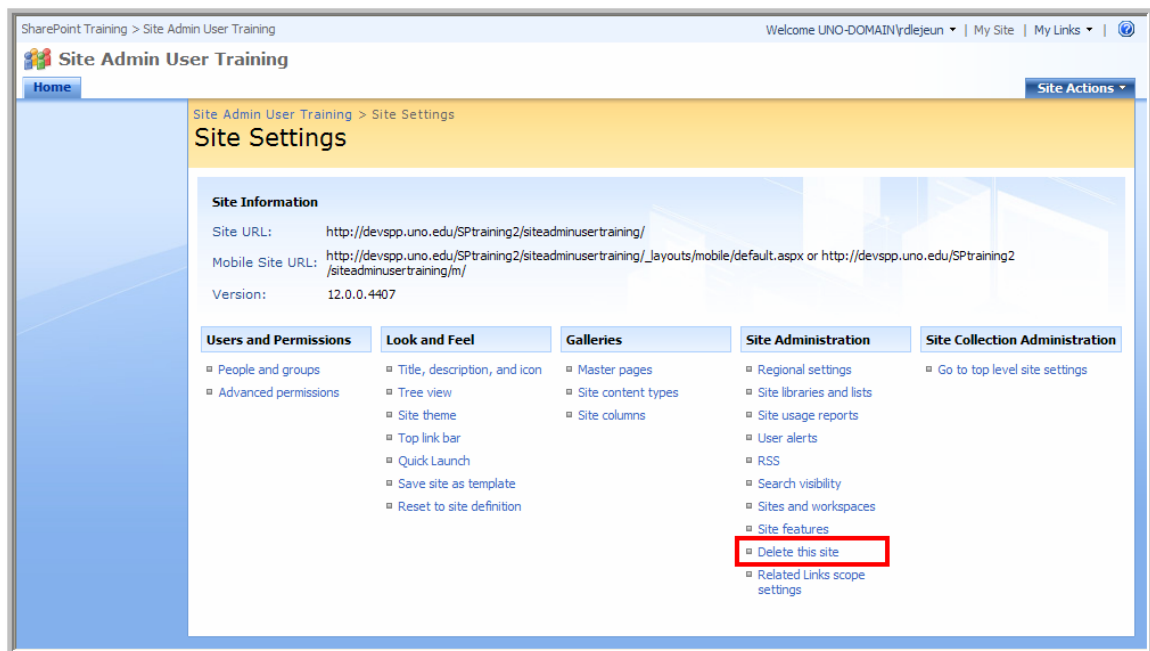 SharePoint Training > Site Admin User Training
Welcome UNO-DOMAIN\rdlejeun | My Site | My Links |
Site Admin User Training
Home
Site Actions
Site Admin User Training > Site Settings
Site Settings
Site Information
Site URL: http://devspp.uno.edu/SPtraining2/siteadminusertraining/
Mobile Site URL: http://devspp.uno.edu/SPtraining2/siteadminusertraining/_layouts/mobile/default.aspx or http://devspp.uno.edu/SPtraining2
/siteadminusertraining/m/
Version: 12.0.0.4407
Users and Permissions
People and groups
Advanced permissions
Look and Feel
Title, description, and icon
Tree view
Site theme
Top link bar
Quick Launch
Save site as template
Reset to site definition
Galleries
Master pages
Site content types
Site columns
Site Administration
Regional settings
Site libraries and lists
Site usage reports
User alerts
RSS
Search visibility
Sites and workspaces
Site features
Delete this site
Related Links scope
settings
Site Collection Administration
Go to top level site settings